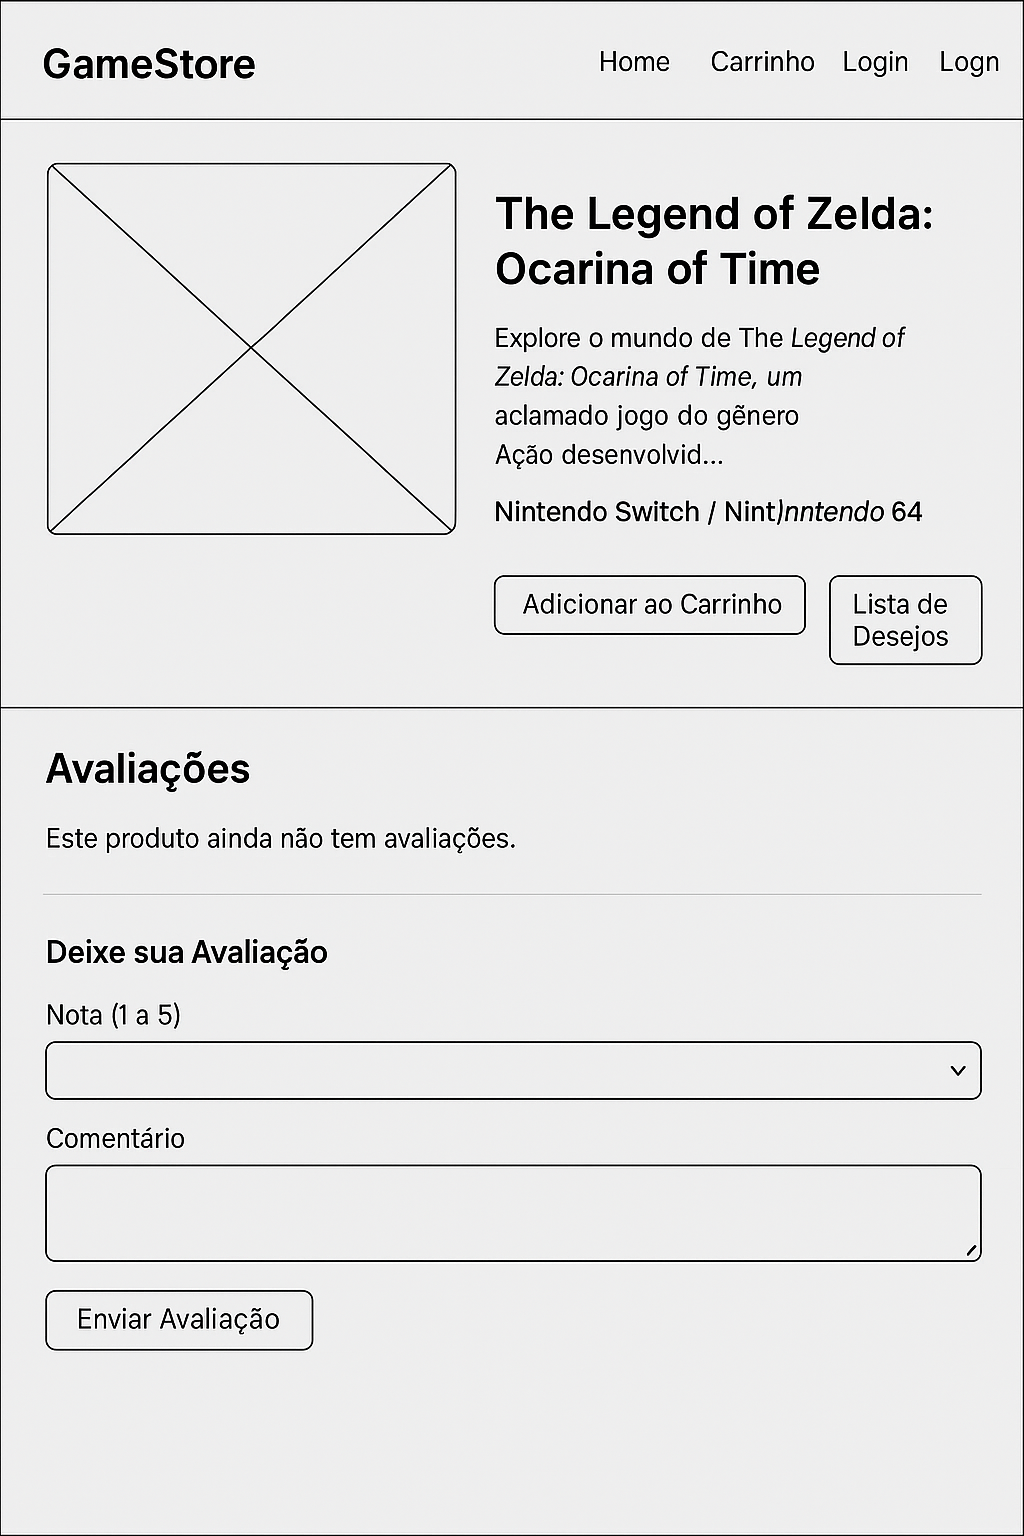 GameStore
Home Carrinho Login Logn
The Legend of Zelda:
Ocarina of Time
Explore o mundo de The Legend of
Zelda: Ocarina of Time, um
aclamado jogo do gẽnero
Ação desenvolvid...
Nintendo Switch / Nint)nntendo 64
Adicionar ao Carrinho
Lista de
Desejos
Avaliações
Este produto ainda não tem avaliações.
Deixe sua Avaliação
Nota (1 a 5)
Comentário
Enviar Avaliação